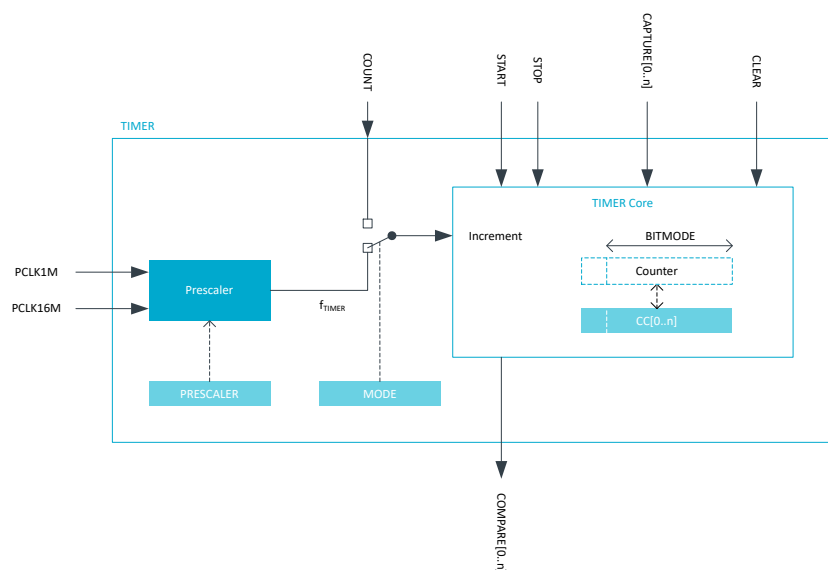 COUNT
START
STOP
CAPTURE[0..n]
CLEAR
TIMER
TIMER Core
Increment
BITMODE
Counter
CC[0..n]
PCLK1M
PCLK16M
Prescaler
fTIMER
PRESCALER
MODE
COMPARE[0..n]